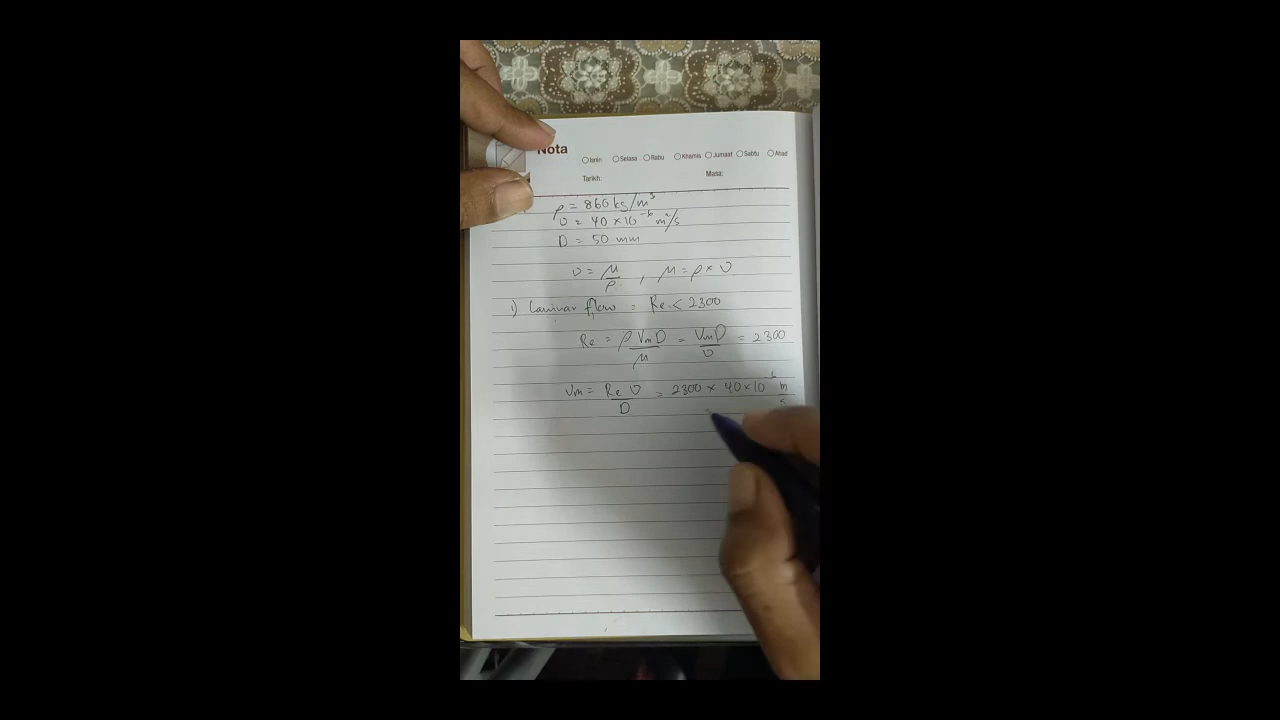 Nota
Isnin Selasa Rabu Khamis Jumaat Sabtu Ahad
Tarikh: Masa:
ρ = 860 kg/m³
υ = 40 × 10⁻⁶ m²/s
D = 50 mm
υ = μ/ρ , μ = ρ × υ
1) Laminar flow = Re < 2300
Re = ρ Vm D/μ = Vm D/υ = 2300
Vm = Re υ/D = 2300 × 40 × 10⁻⁶ m/s